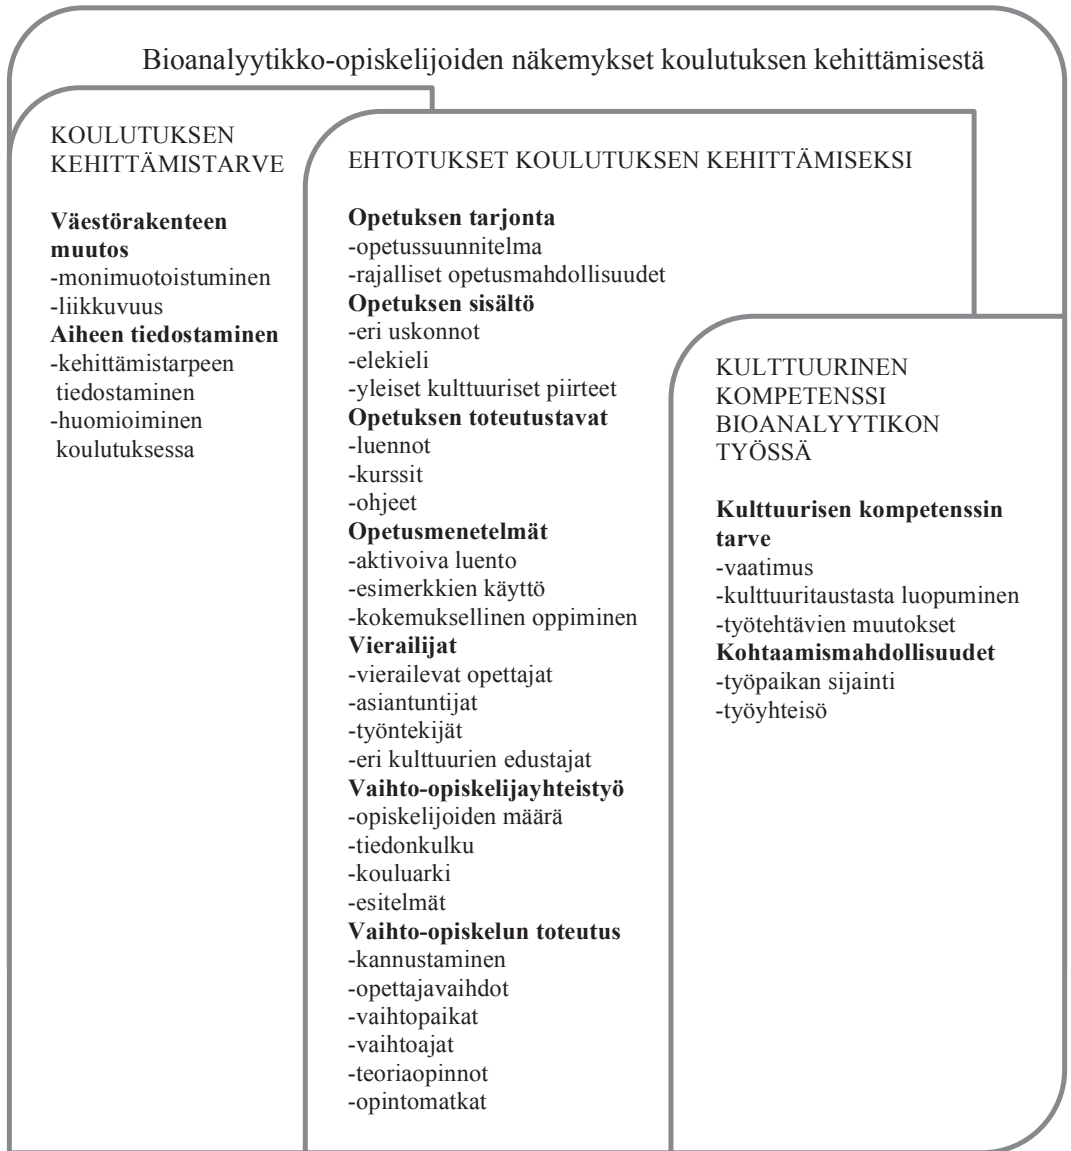 Bioanalyytikko-opiskelijoiden näkemykset koulutuksen kehittämisestä
KOULUTUKSEN
KEHITTÄMISTARVE
Väestörakenteen
muutos
-monimuotoistuminen
-liikkuvuus
Aiheen tiedostaminen
-kehittämistarpeen
tiedostaminen
-huomioiminen
koulutuksessa
EHTOTUKSET KOULUTUKSEN KEHITTÄMISEKSI
Opetuksen tarjonta
-opetussuunnitelma
-rajalliset opetusmahdollisuudet
Opetuksen sisältö
-eri uskonnot
-elekieli
-yleiset kulttuuriset piirteet
Opetuksen toteutustavat
-luennot
-kurssit
-ohjeet
Opetusmenetelmät
-aktivoiva luento
-esimerkkien käyttö
-kokemuksellinen oppiminen
Vierailijat
-vierailevat opettajat
-asiantuntijat
-työntekijät
-eri kulttuurien edustajat
Vaihto-opiskelijayhteistyö
-opiskelijoiden määrä
-tiedonkulku
-kouluarki
-esitelmät
Vaihto-opiskelun toteutus
-kannustaminen
-opettajavaihdot
-vaihtopaikat
-vaihtoajat
-teoriaopinnot
-opintomatkat
KULTTUURINEN
KOMPETENSSI
BIOANALYYTIKON
TYÖSSÄ
Kulttuurisen kompetenssin
tarve
-vaatimus
-kulttuuritaustasta luopuminen
-työtehtävien muutokset
Kohtaamismahdollisuudet
-työpaikan sijainti
-työyhteisö